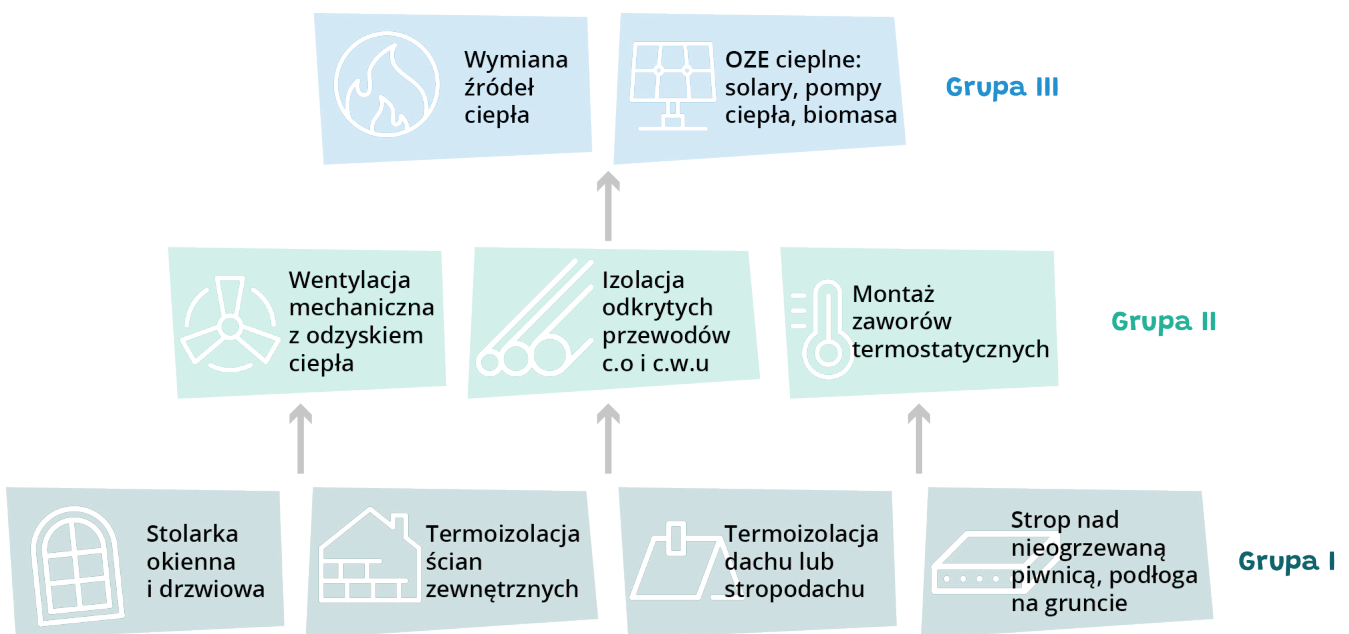 Wymiana
źródeł
ciepła
OZE cieplne:
solary, pompy
ciepła, biomasa
Grupa III
Wentylacja
mechaniczna
z odzyskiem
ciepła
Izolacja
odkrytych
przewodów
c.o i c.w.u
Montaż
zaworów
termostatycznych
Grupa II
Stolarka
okienna
i drzwiowa
Termoizolacja
ścian
zewnętrznych
Termoizolacja
dachu lub
stropodachu
Strop nad
nieogrzewaną
piwnicą, podłoga
na gruncie
Grupa I